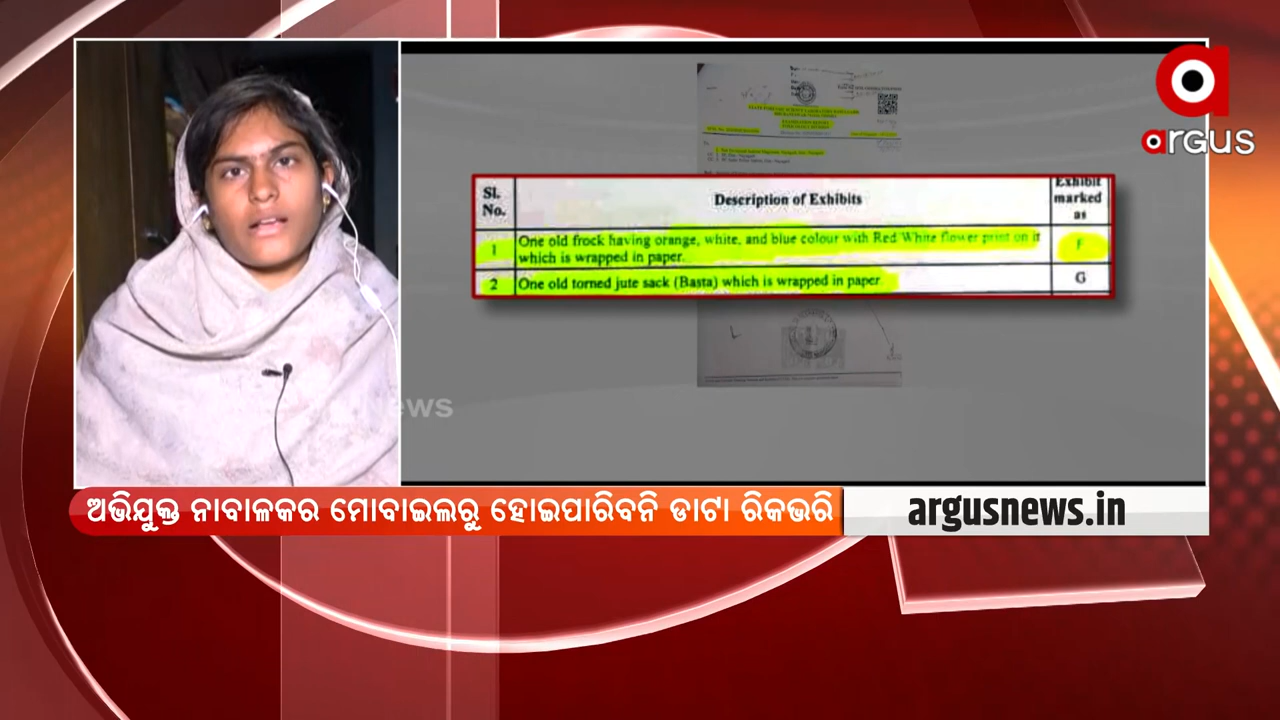 argus
Sl. No.
Description of Exhibits
Exhibit marked as
1
One old frock having orange, white, and blue colour with Red White flower print on it
which is wrapped in paper.
F
2
One old torned jute sack (Basta) which is wrapped in paper
G
ews
ଅଭିଯୁକ୍ତ ନାବାଳକର ମୋବାଇଲରୁ ହୋଇପାରିବନି ଡାଟା ରିକଭରି
argusnews.in